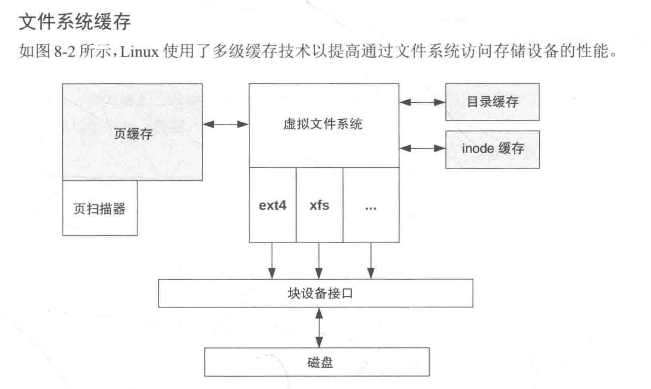 文件系统缓存
如图 8-2 所示,Linux 使用了多级缓存技术以提高通过文件系统访问存储设备的性能。
页缓存
虚拟文件系统
目录缓存
inode 缓存
页扫描器
ext4
xfs
...
块设备接口
磁盘